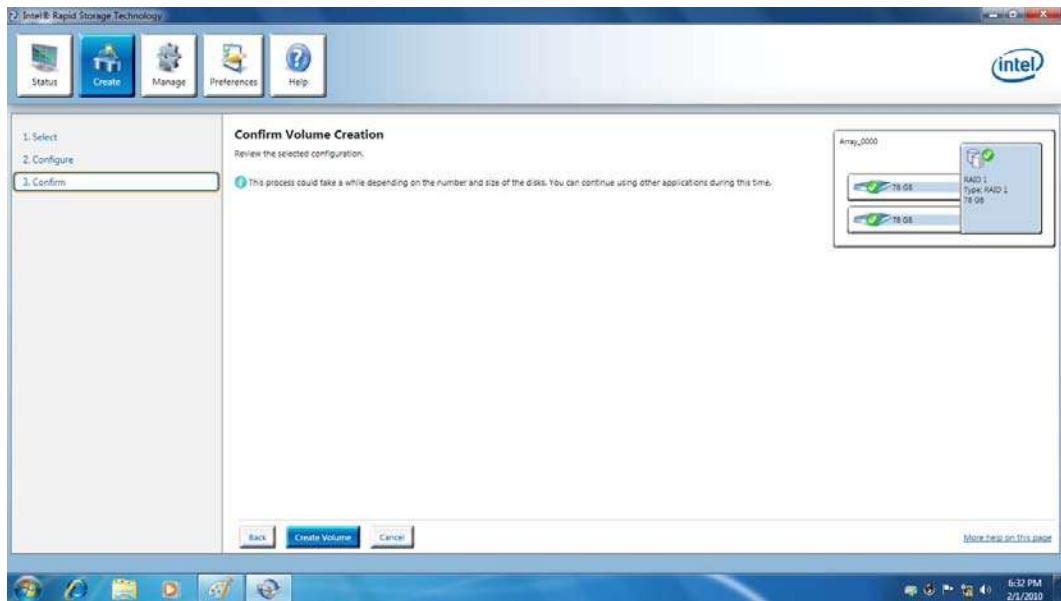 Intel® Rapid Storage Technology
Status
Create
Manage
Preferences
Help
intel
1. Select
2. Configure
3. Confirm
Confirm Volume Creation
Review the selected configuration.
This process could take a while depending on the number and size of the disks. You can continue using other applications during this time.
Array_0000
78 GB
78 GB
RAID 1
Type: RAID 1
78 GB
Back
Create Volume
Cancel
More help on this page
6:32 PM
2/1/2010